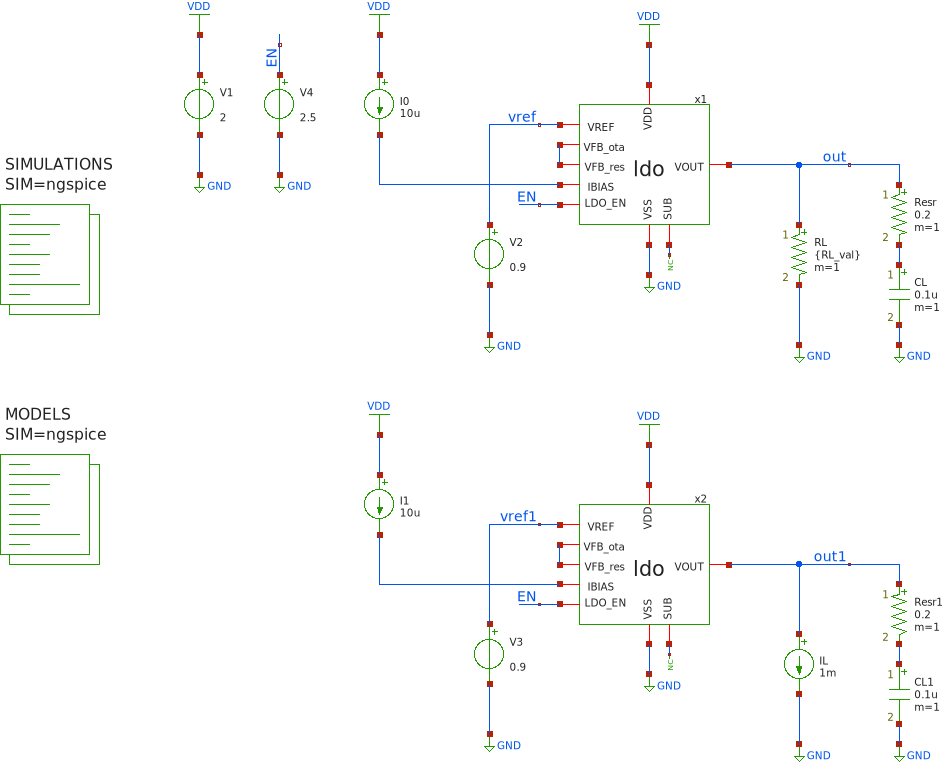 VDD
VDD
VDD
EN
V1
2
V4
2.5
I0
10u
GND
GND
SIMULATIONS
SIM=ngspice
x1
VDD
vref
VREF
VFB_ota
VFB_res
IBIAS
EN
LDO_EN
ldo
VOUT
VSS
SUB
NC
GND
V2
0.9
GND
out
1
RL
{RL_val}
m=1
2
GND
1
Resr
0.2
m=1
2
1
CL
0.1u
m=1
2
GND
MODELS
SIM=ngspice
VDD
VDD
I1
10u
x2
VDD
vref1
VREF
VFB_ota
VFB_res
IBIAS
EN
LDO_EN
ldo
VOUT
VSS
SUB
NC
GND
V3
0.9
GND
out1
IL
1m
GND
1
Resr1
0.2
m=1
2
1
CL1
0.1u
m=1
2
GND